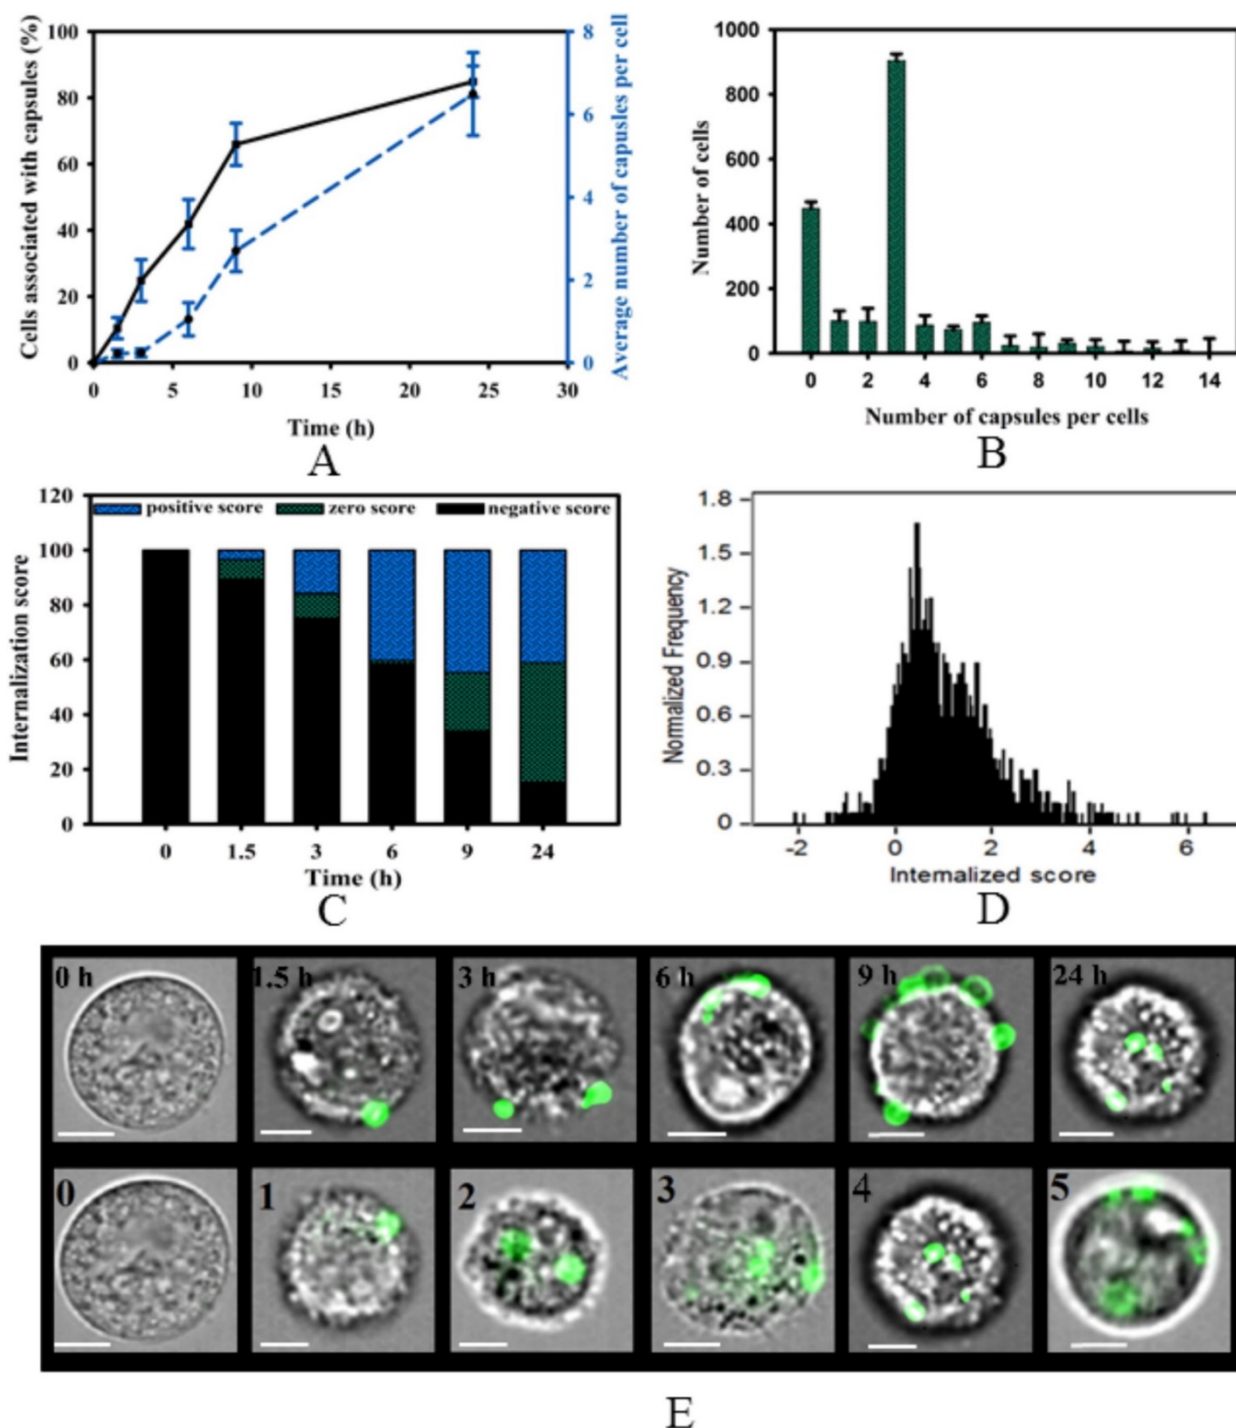 Cells associated with capsules (%)
100
80
60
40
20
0
0 5 10 15 20 25 30
Time (h)
8
6
4
2
0
Average number of capusles per cell
A
Number of cells
1000
800
600
400
200
0
0 2 4 6 8 10 12 14
Number of capsules per cells
B
Internalization score
120
100
80
60
40
20
0
positive score zero score negative score
0 1.5 3 6 9 24
Time (h)
C
Normalized Frequency
1.8
1.5
1.2
0.9
0.6
0.3
0
-2 0 2 4 6
Internalized score
D
0 h 1.5 h 3 h 6 h 9 h 24 h
0 1 2 3 4 5
E